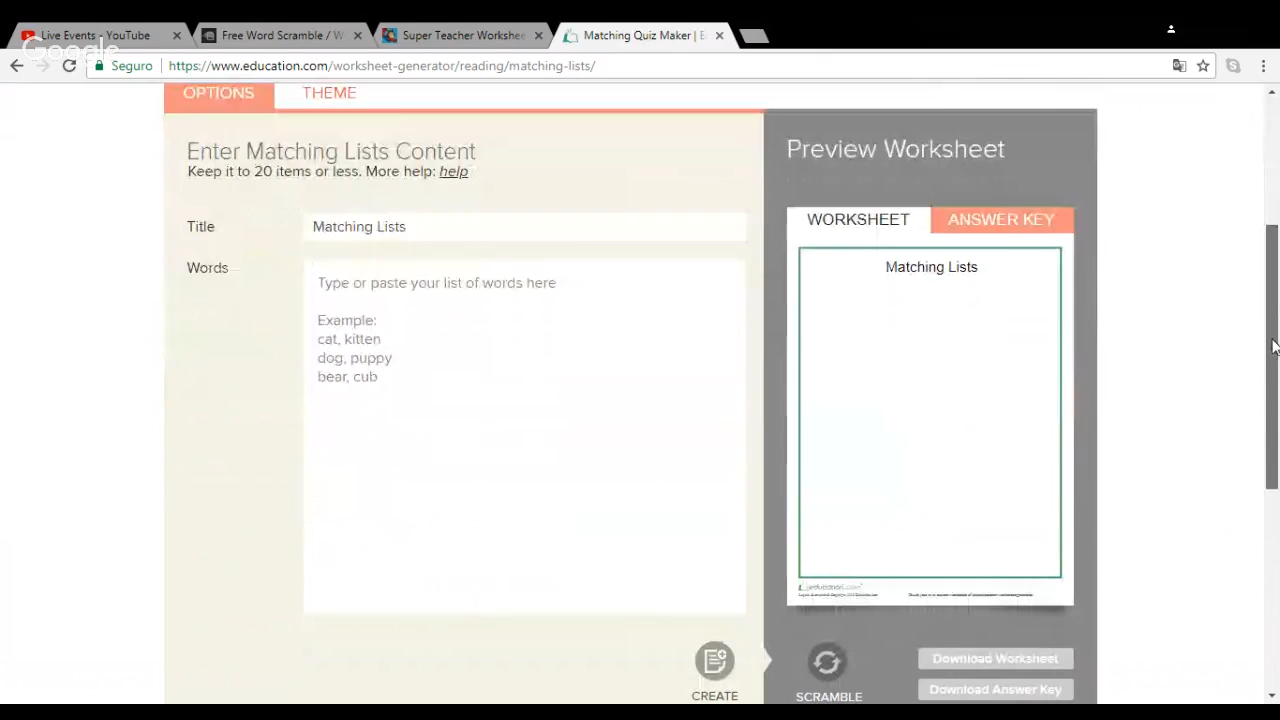 Live Events - YouTube
Free Word Scramble / W
Super Teacher Workshee
Matching Quiz Maker | E
Google
Seguro
https://www.education.com/worksheet-generator/reading/matching-lists/
OPTIONS
THEME
Enter Matching Lists Content
Keep it to 20 items or less. More help: help
Preview Worksheet
WORKSHEET
ANSWER KEY
Title
Matching Lists
Matching Lists
Words
Type or paste your list of words here
Example:
cat, kitten
dog, puppy
bear, cub
CREATE
SCRAMBLE
Download Worksheet
Download Answer Key